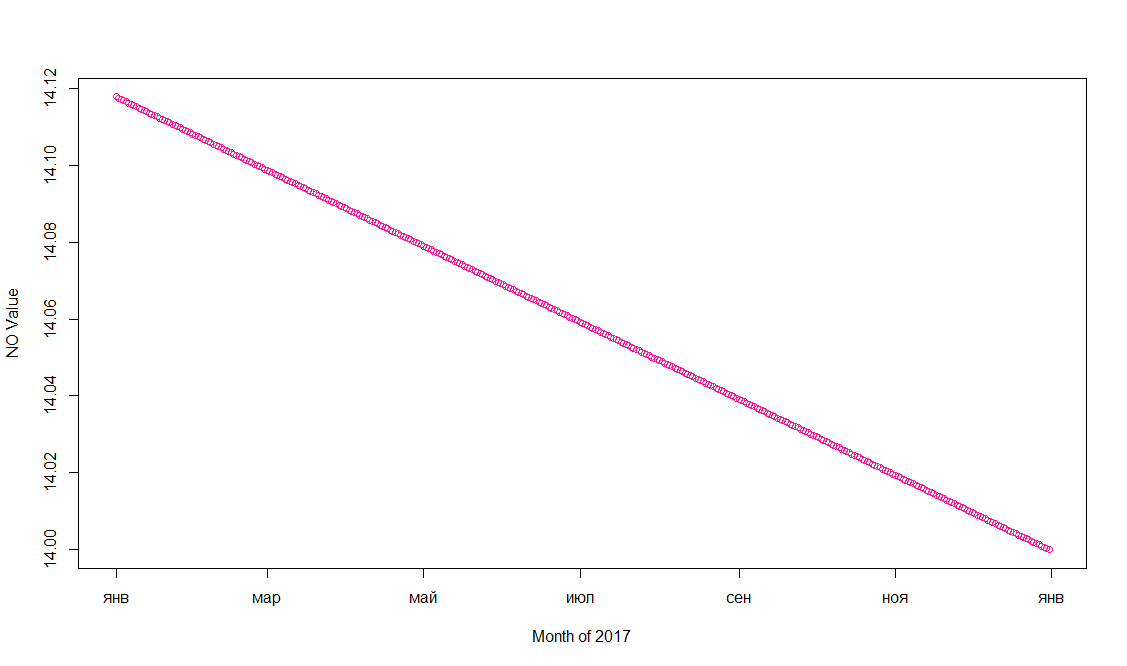 14.12
14.10
14.08
14.06
14.04
14.02
14.00
NO Value
янв
мар
май
июл
сен
ноя
янв
Month of 2017